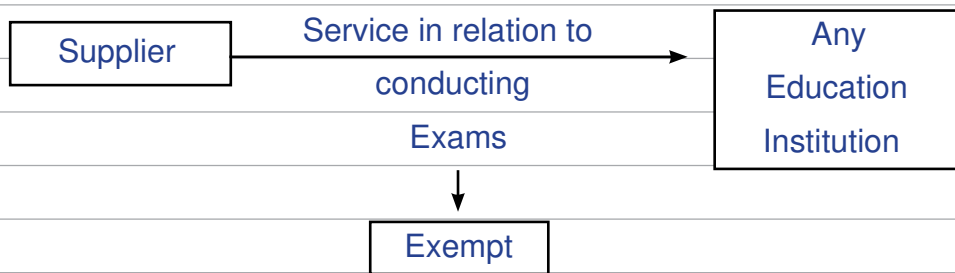 Supplier
Service in relation to
conducting
Exams
Any
Education
Institution
Exempt